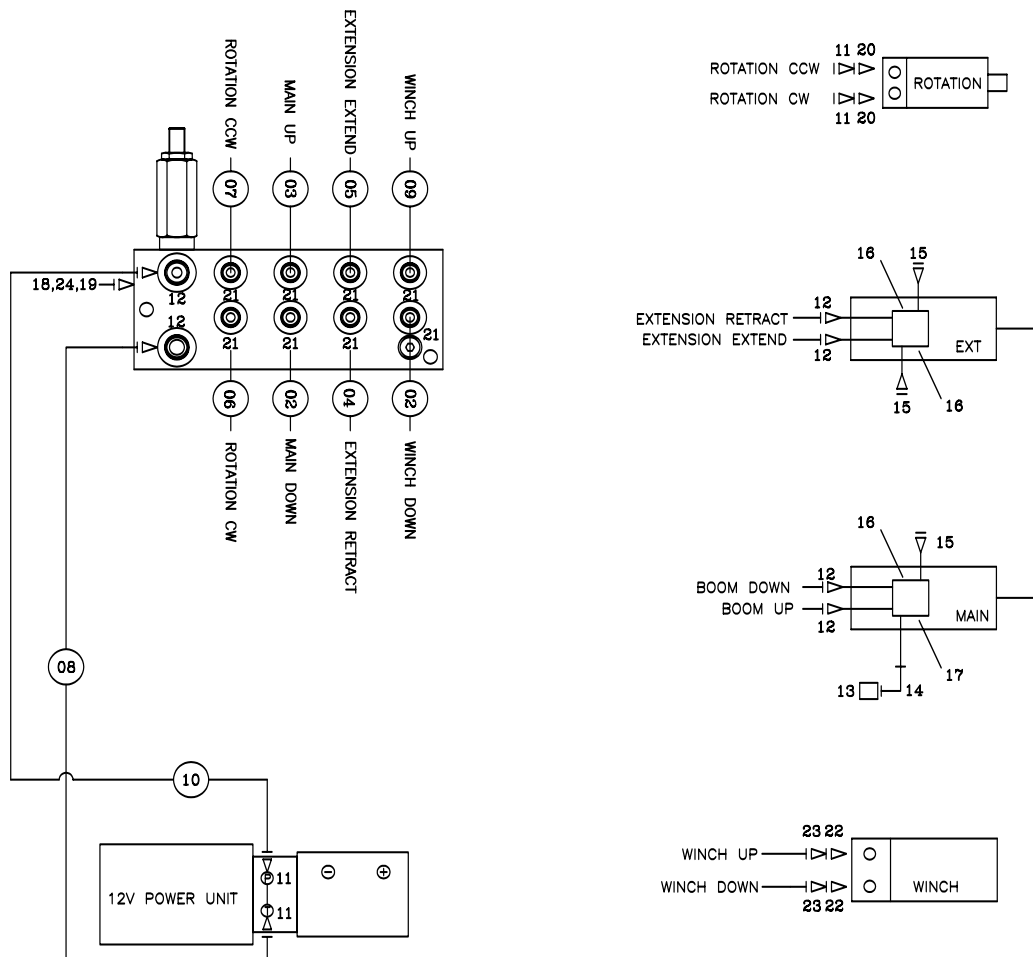 ROTATION CCW
MAIN UP
EXTENSION EXTEND
WINCH UP
07
03
05
09
18,24,19
12
21
21
21
21
12
21
21
21
21
06
02
04
02
ROTATION CW
MAIN DOWN
EXTENSION RETRACT
WINCH DOWN
08
10
12V POWER UNIT
P 11
T 11
⊖ ⊕
11 20
ROTATION CCW
ROTATION
ROTATION CW
11 20
16
15
12
EXTENSION RETRACT
EXTENSION EXTEND
EXT
12
15
16
16
15
12
BOOM DOWN
BOOM UP
MAIN
12
17
13
14
23 22
WINCH UP
WINCH DOWN
WINCH
23 22